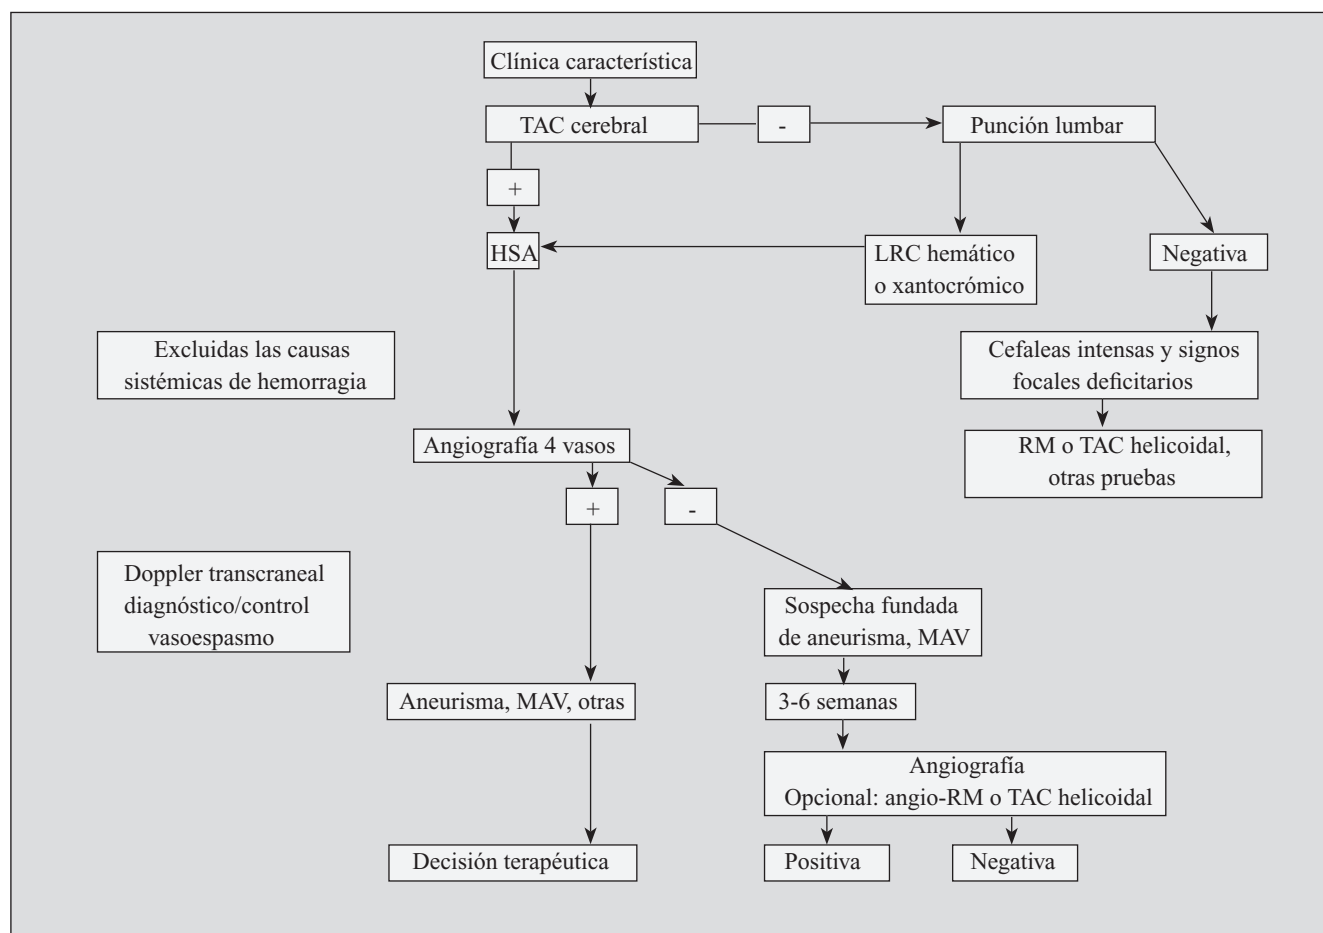 Clínica característica
TAC cerebral
-
Punción lumbar
+
HSA
LRC hemático
o xantocrómico
Negativa
Excluidas las causas
sistémicas de hemorragia
Cefaleas intensas y signos
focales deficitarios
Angiografía 4 vasos
RM o TAC helicoidal,
otras pruebas
+
-
Doppler transcraneal
diagnóstico/control
vasoespasmo
Sospecha fundada
de aneurisma, MAV
Aneurisma, MAV, otras
3-6 semanas
Angiografía
Opcional: angio-RM o TAC helicoidal
Decisión terapéutica
Positiva
Negativa